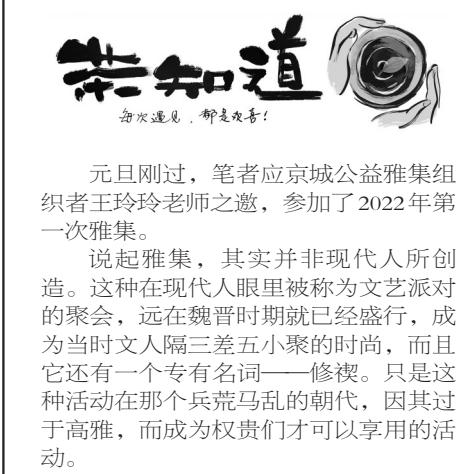 茶知道
每次遇见，都是欢喜！
元旦刚过，笔者应京城公益雅集组
织者王玲玲老师之邀，参加了2022年第
一次雅集。
说起雅集，其实并非现代人所创
造。这种在现代人眼里被称为文艺派对
的聚会，远在魏晋时期就已经盛行，成
为当时文人隔三差五小聚的时尚，而且
它还有一个专有名词——修禊。只是这
种活动在那个兵荒马乱的朝代，因其过
于高雅，而成为权贵们才可以享用的活
动。